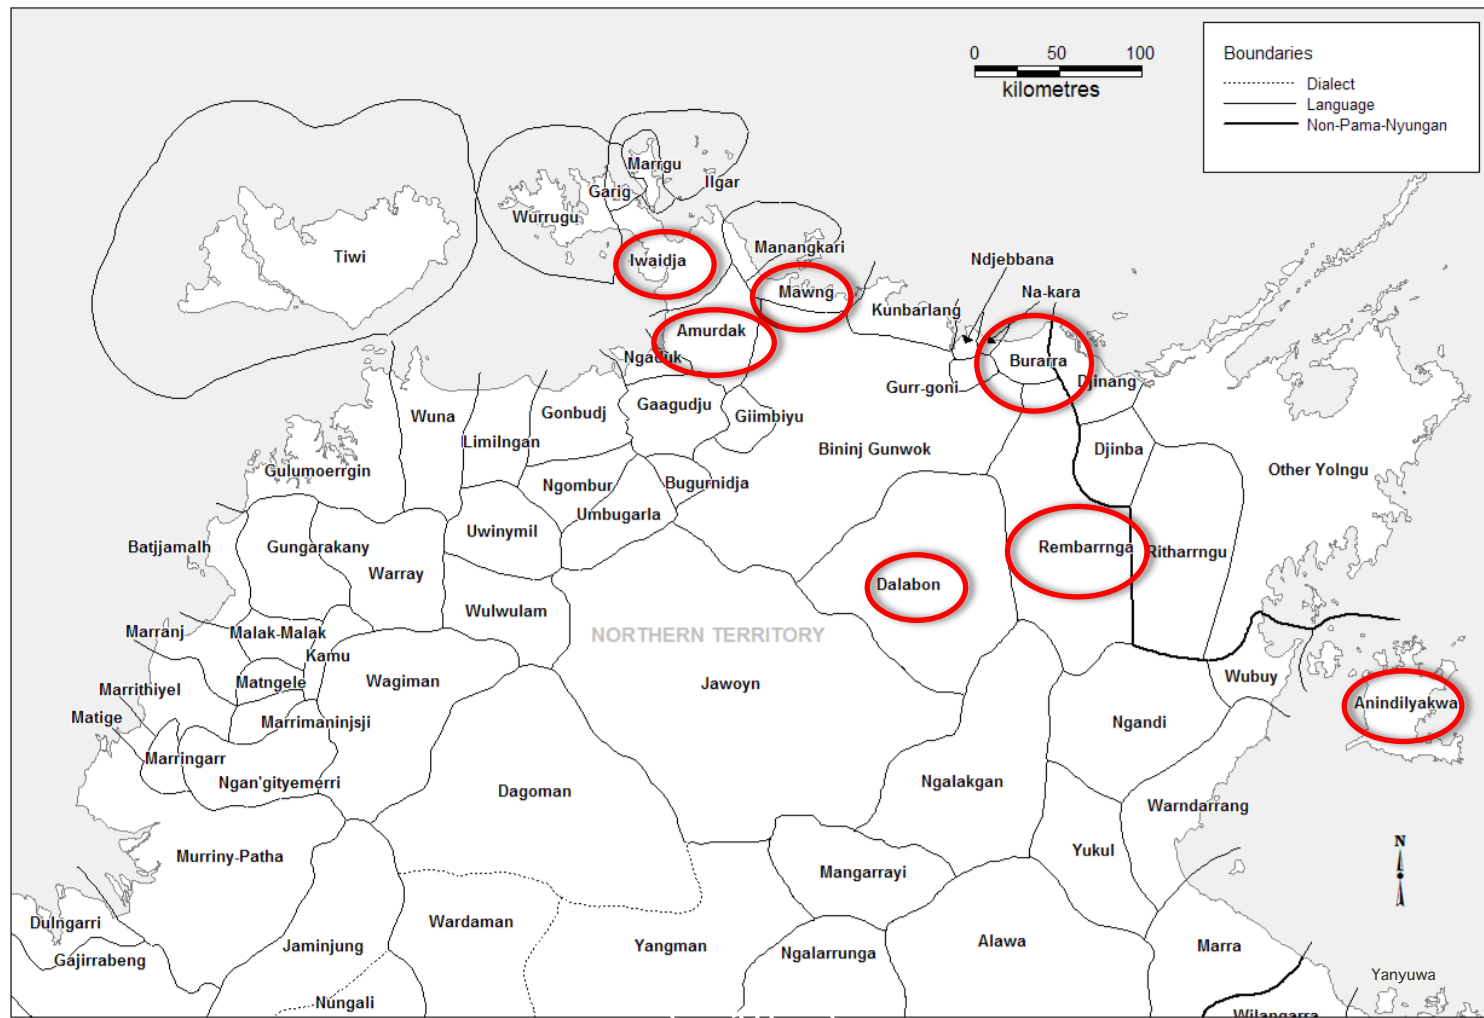 0 50 100
kilometres
Boundaries
Dialect
Language
Non-Pama-Nyungan
Marrgu
Ilgar
Garig
Wurrugu
Tiwi
Iwaidja
Manangkari
Ndjebbana
Mawng
Na-kara
Kunbarlang
Amurdak
Ngaduk
Burarra
Djinang
Gurr-goni
Wuna
Gonbudj
Gaagudju
Giimbiyu
Limilngan
Bininj Gunwok
Djinba
Other Yolngu
Gulumoerrgin
Ngombur
Bugurnidja
Umbugarla
Uwinymil
Batjjamalh
Gungarakany
Warray
Rembarrnga
Ritharrngu
Dalabon
Wulwulam
NORTHERN TERRITORY
Marranj
Malak-Malak
Kamu
Wagiman
Jawoyn
Wubuy
Matngele
Marrithiyel
Anindilyakwa
Matige
Marrimaninjsji
Ngandi
Marringarr
Ngan'gityemerri
Dagoman
Ngalakgan
Warndarrang
Murriny-Patha
Yukul
N
Mangarrayi
Dulngarri
Wardaman
Jaminjung
Yangman
Ngalarrunga
Alawa
Marra
Gajirrabeng
Yanyuwa
Nungali
Wilangarra